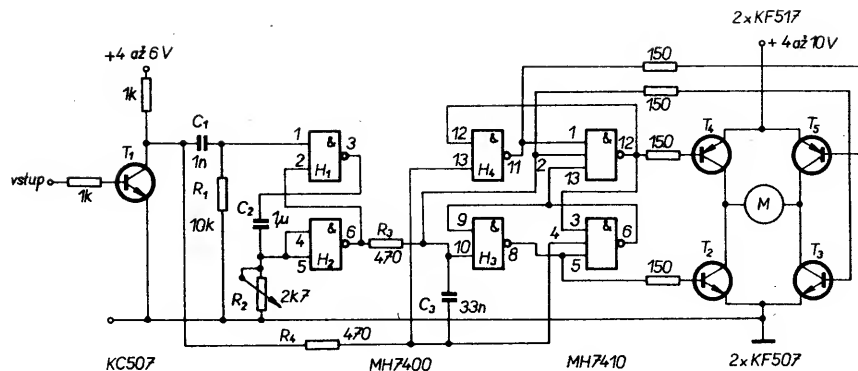 2xKF517
+4 až 6V
+ 4 až 10V
150
150
1k
C1
1n
1
2
&
3
H1
12
13
&
11
H4
1
2
13
&
12
150
T4
T5
T1
vstup
1k
R1
10k
C2
1µ
M
4
5
&
6
H2
R3
470
9
10
&
8
H3
3
4
5
&
6
150
T2
T3
R2
2k7
C3
33n
R4
470
KC507
MH7400
MH7410
2xKF507